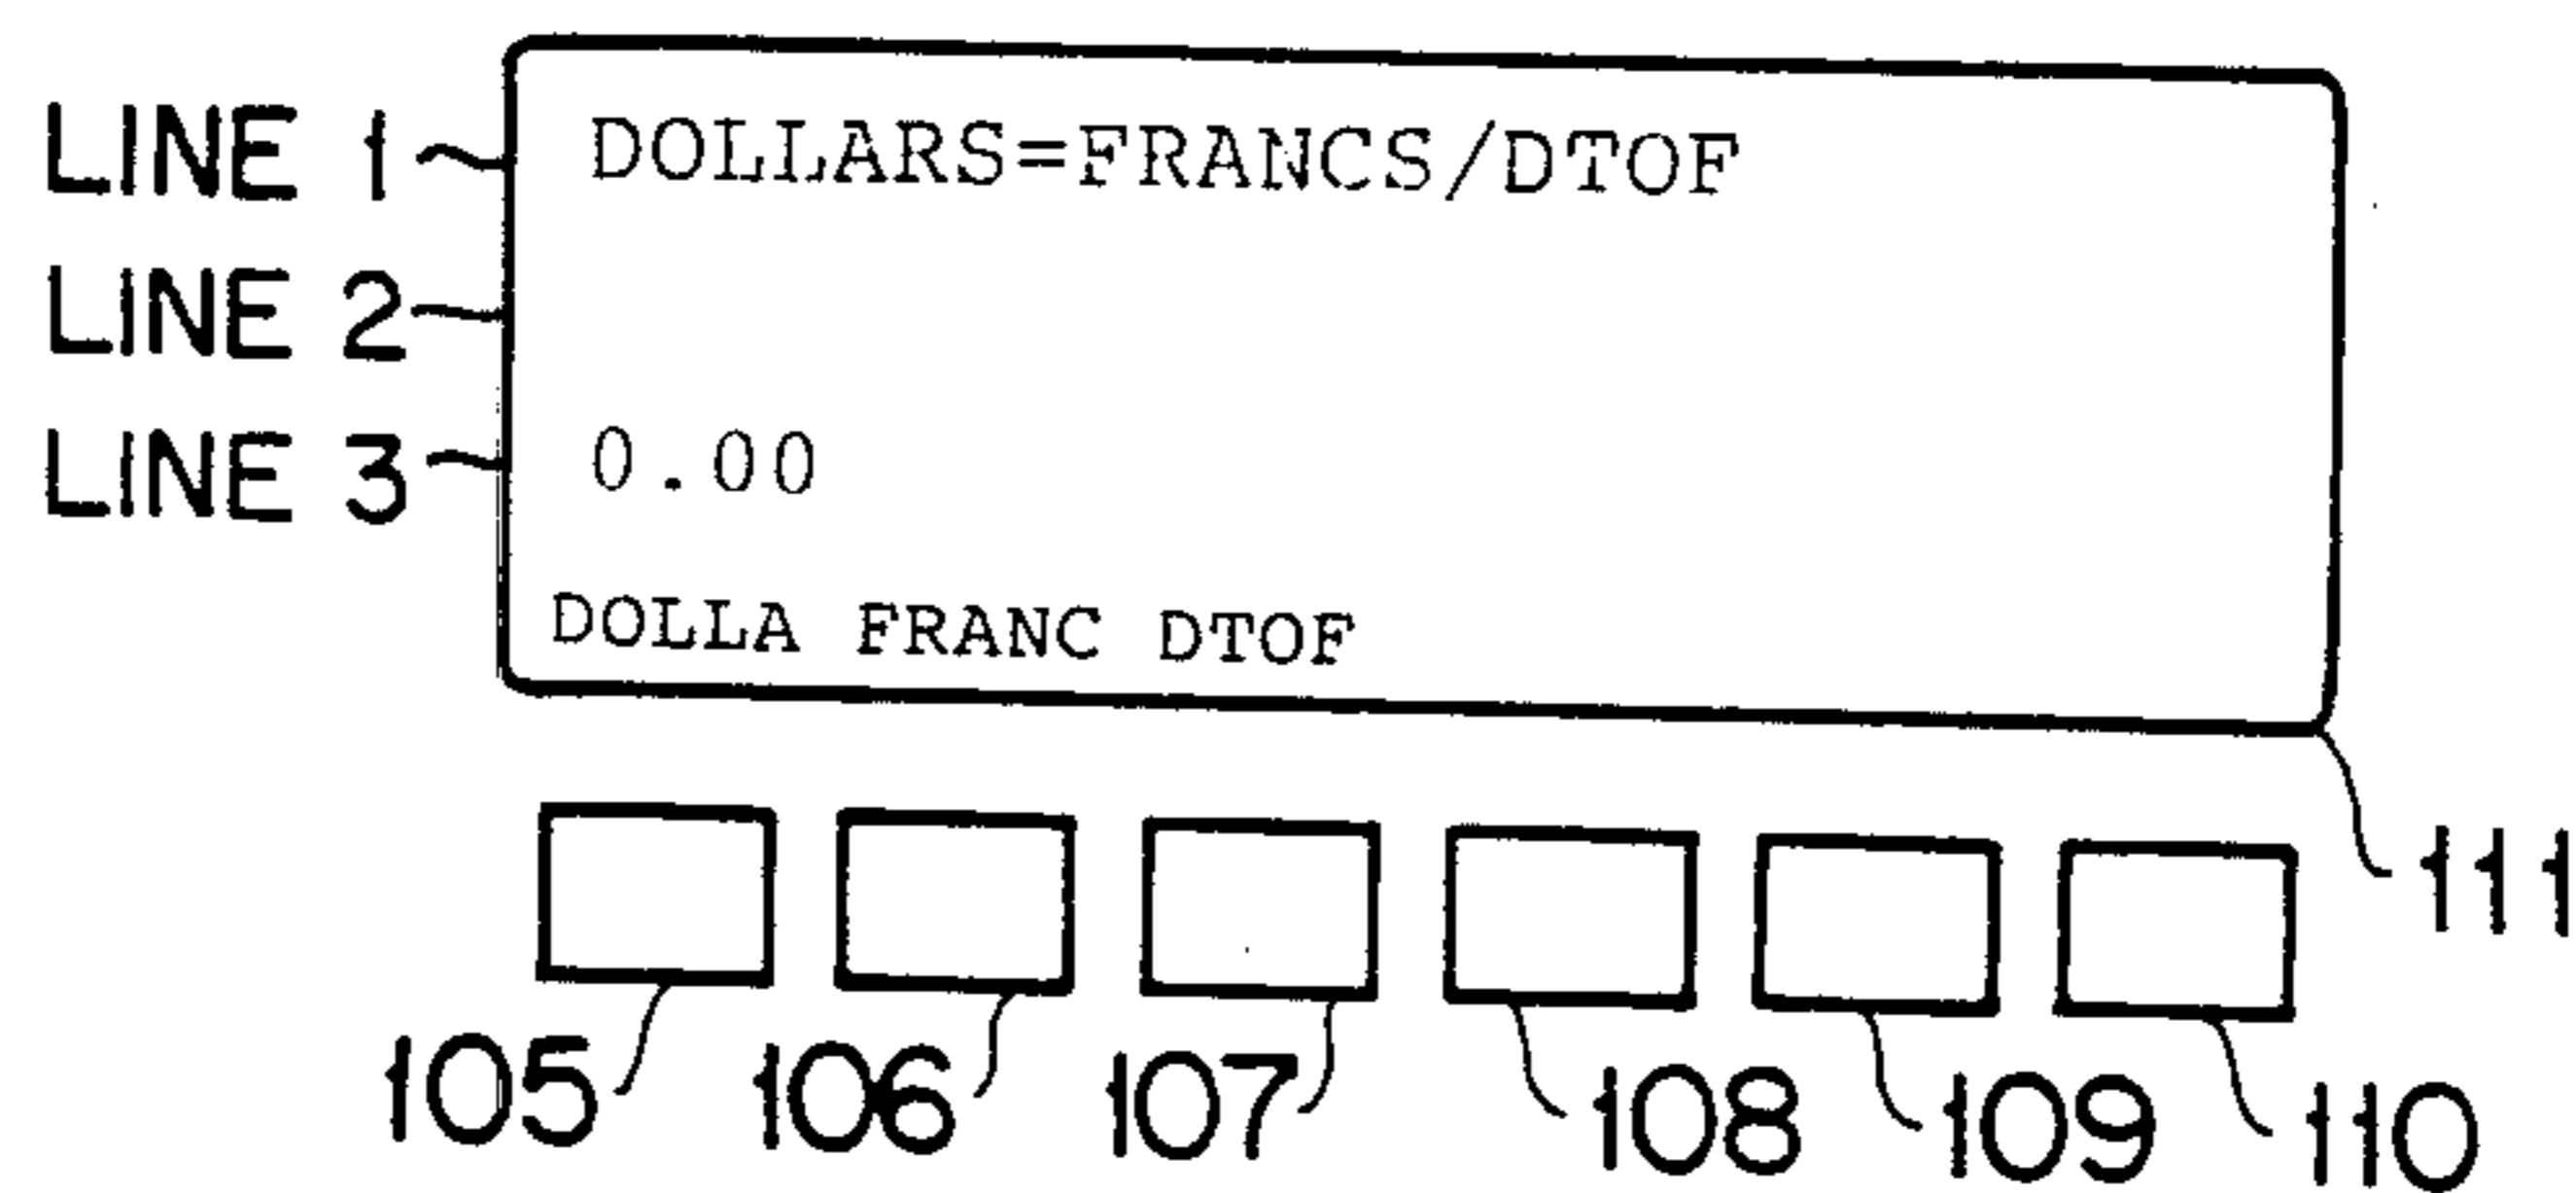 LINE 1 DOLLARS=FRANCS/DTOF
LINE 2
LINE 3 0.00
DOLLA FRANC DTOF
111
105 106 107 108 109 110